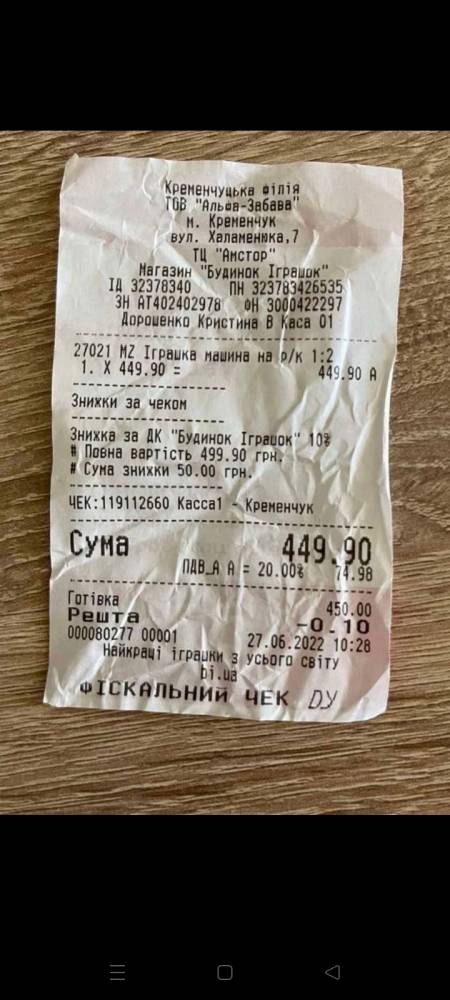 Кременчуцька філія
ТОВ "Альфа-Забава"
м. Кременчук
вул. Халаменюка,7
ТЦ "Амстор"
Магазин "Будинок Іграшок"
ІД 32378340 ПН 323783426535
ЗН АТ402402978 ФН 3000422297
Дорошенко Кристина В Каса 01
27021 MZ Іграшка машина на р/к 1:2
1. X 449.90 = 449.90 А
Знижки за чеком
Знижка за ДК "Будинок Іграшок" 10%
# Повна вартість 499.90 грн.
# Сума знижки 50.00 грн.
ЧЕК:119112660 Касса1 - Кременчук
Сума 449.90
ПДВ_А А = 20.00% 74.98
Готівка 450.00
Решта -0.10
000080277 00001 27.06.2022 10:28
Найкращі іграшки з усього світу
bi.ua
ФІСКАЛЬНИЙ ЧЕК DY